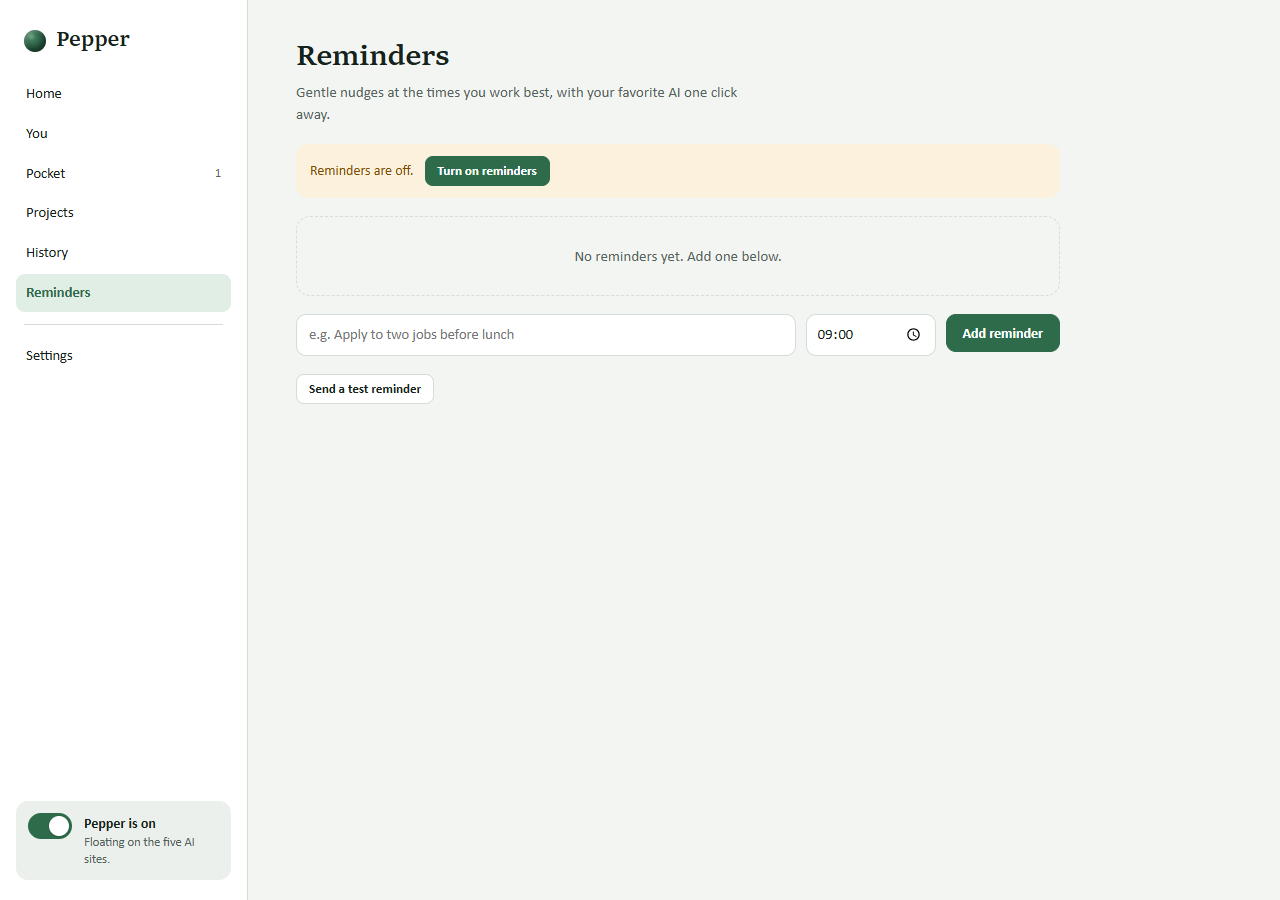 Pepper
Home
You
Pocket 1
Projects
History
Reminders
Settings
Pepper is on
Floating on the five AI
sites.
Reminders
Gentle nudges at the times you work best, with your favorite AI one click
away.
Reminders are off. Turn on reminders
No reminders yet. Add one below.
e.g. Apply to two jobs before lunch 09:00 Add reminder
Send a test reminder